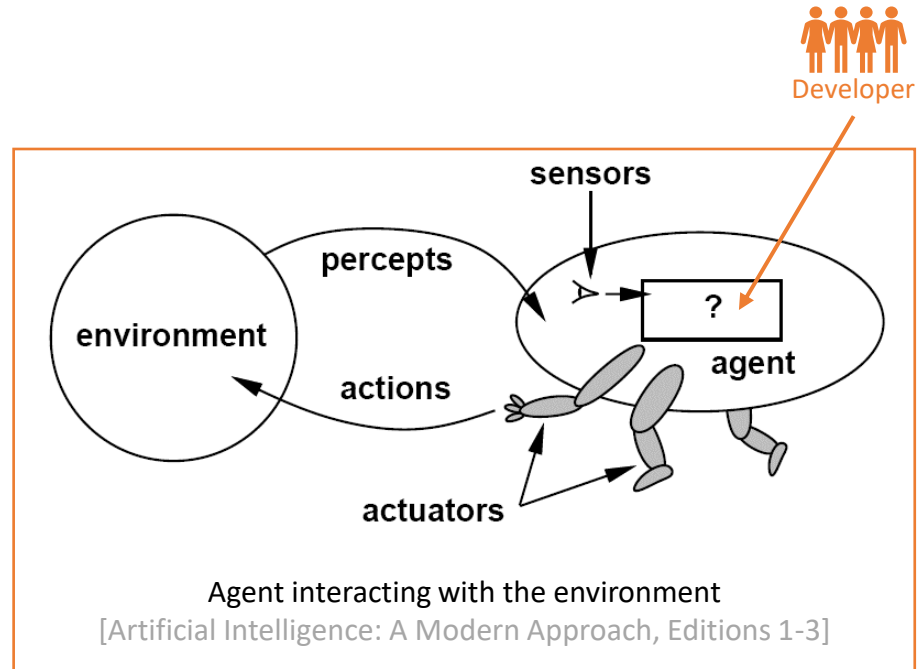 Developer
sensors
percepts
?
environment
agent
actions
actuators
Agent interacting with the environment
[Artificial Intelligence: A Modern Approach, Editions 1-3]